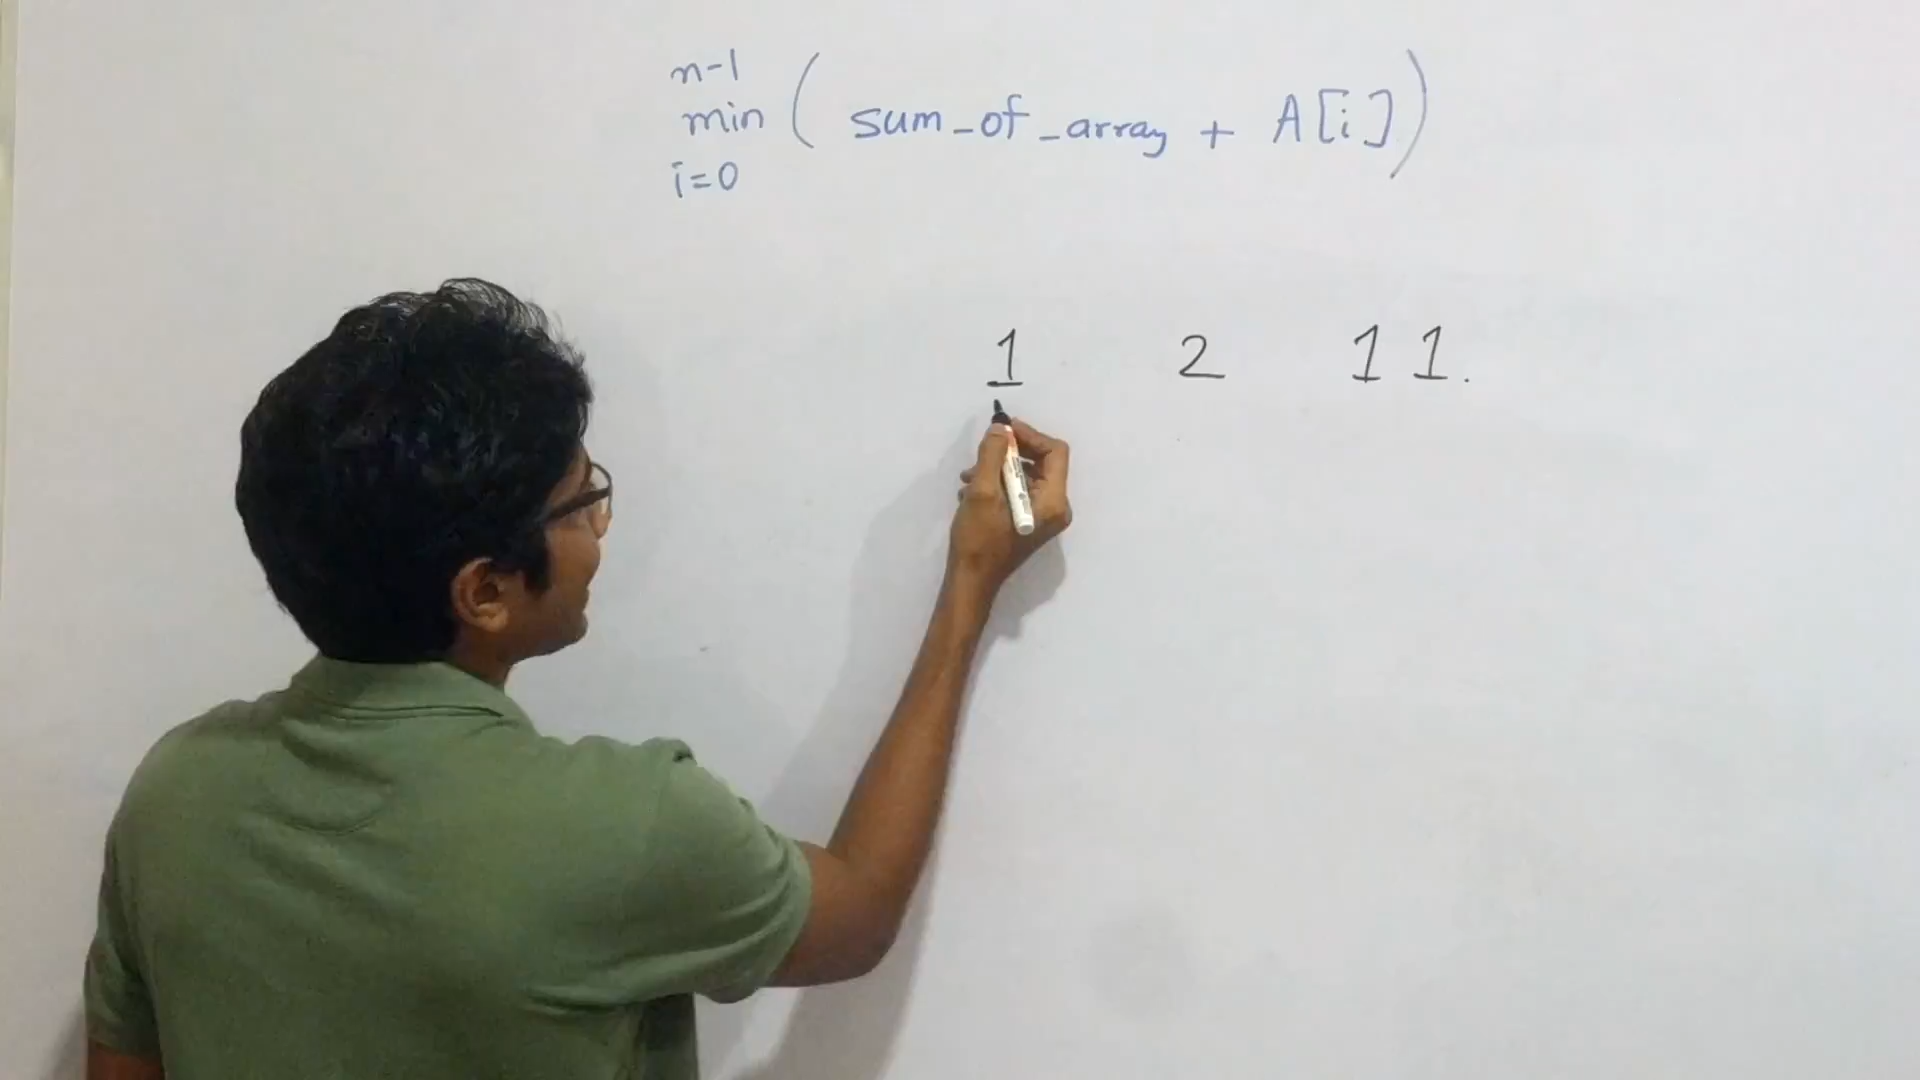 n-1
min ( sum_of_array + A[i] )
i=0
1 2 11.